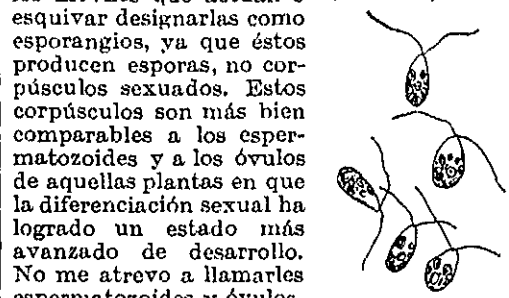 esquivar designarlas como
esporangios, ya que éstos
producen esporas, no cor-
púsculos sexuados. Estos
corpúsculos son más bien
comparables a los esper-
matozoides y a los óvulos
de aquellas plantas en que
la diferenciación sexual ha
logrado un estado más
avanzado de desarrollo.
No me atrevo a llamarles
espermatozoides y óvulos